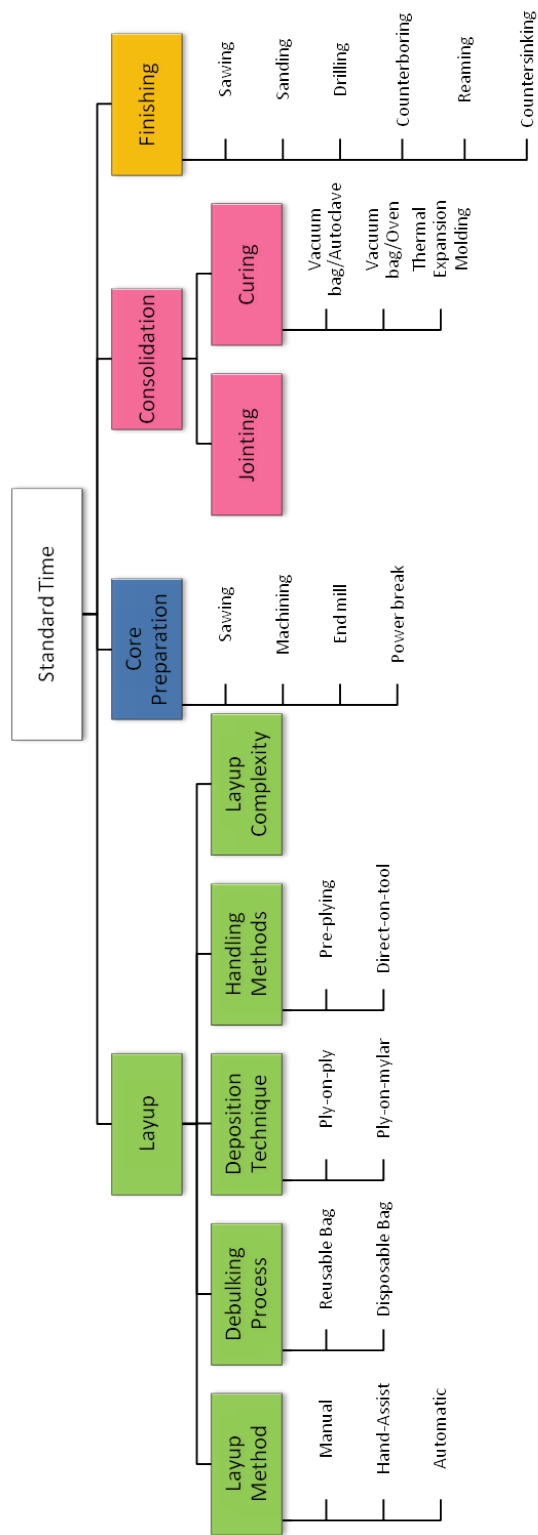 Standard Time
Layup
Core
Preparation
Consolidation
Finishing
Layup
Method
Debulking
Process
Deposition
Technique
Handling
Methods
Layup
Complexity
Jointing
Curing
Manual
Hand-Assist
Automatic
Reusable Bag
Disposable Bag
Ply-on-ply
Ply-on-mylar
Pre-plying
Direct-on-tool
Sawing
Machining
End mill
Power break
Vacuum
bag/Autoclave
Vacuum
bag/Oven
Thermal
Expansion
Molding
Sawing
Sanding
Drilling
Counterboring
Reaming
Countersinking